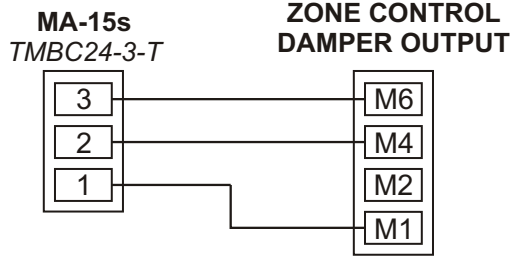 MA-15s
TMBC24-3-T
3
2
1
ZONE CONTROL
DAMPER OUTPUT
M6
M4
M2
M1